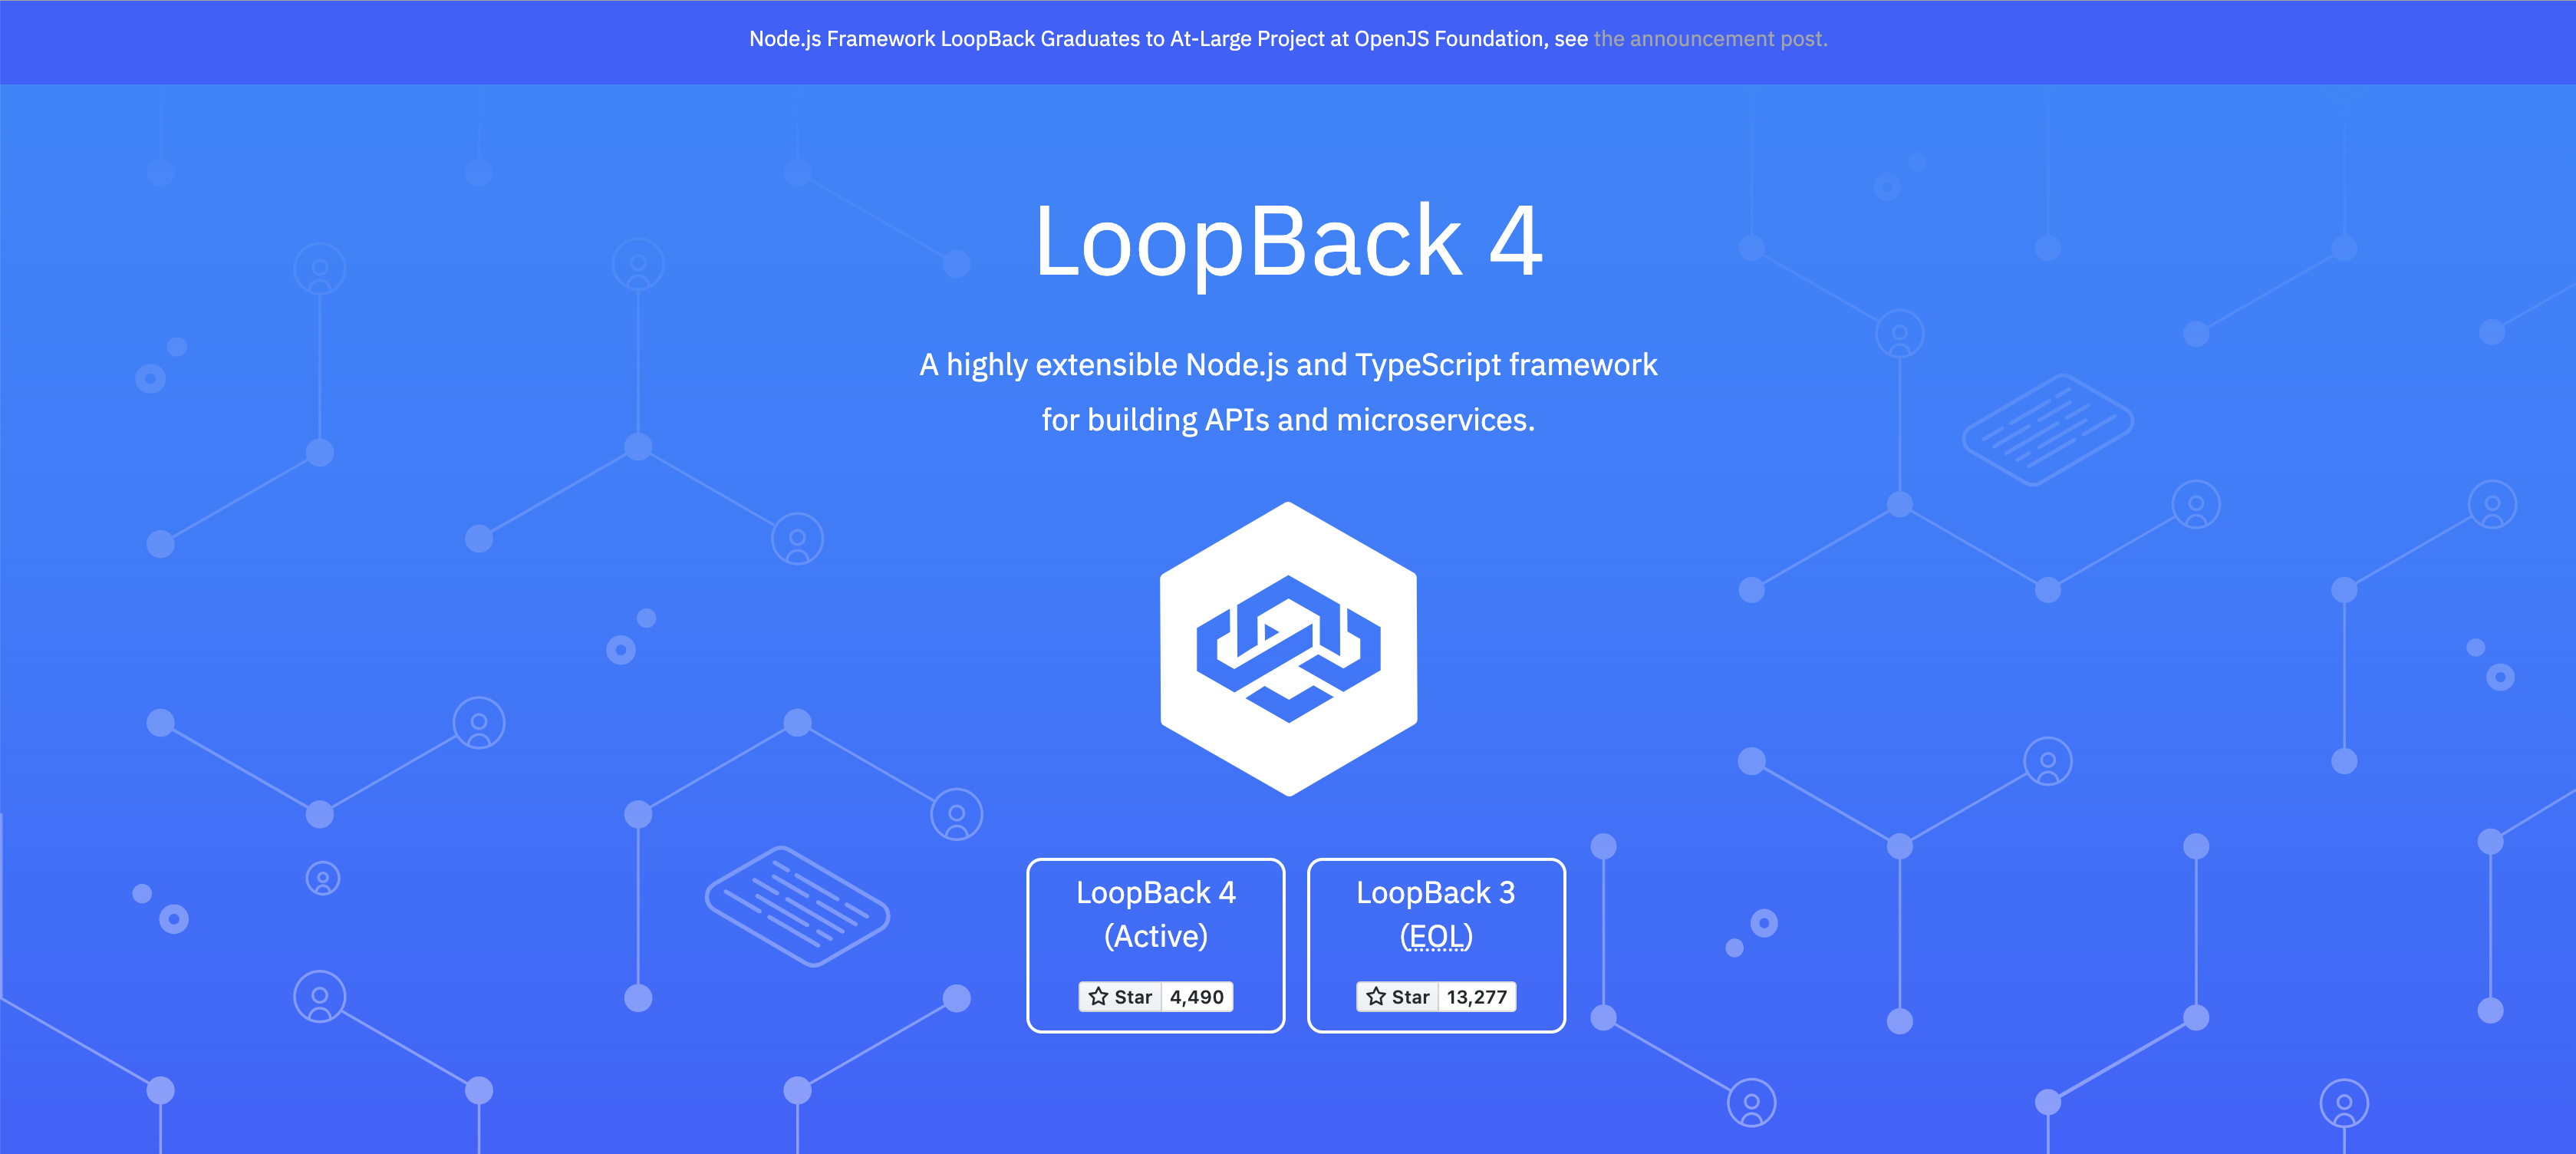 Node.js Framework LoopBack Graduates to At-Large Project at OpenJS Foundation, see the announcement post.
LoopBack 4
A highly extensible Node.js and TypeScript framework
for building APIs and microservices.
LoopBack 4
(Active)
Star 4,490
LoopBack 3
(EOL)
Star 13,277